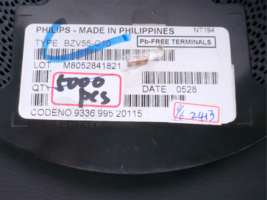 PHILIPS - MADE IN PHILIPPINES
NT194
TYPE BZV55-C10
Pb-FREE TERMINALS
LOT M8052841821
QTY
5000 pcs
DATE 0528
2413
CODENO 9336 995 20115